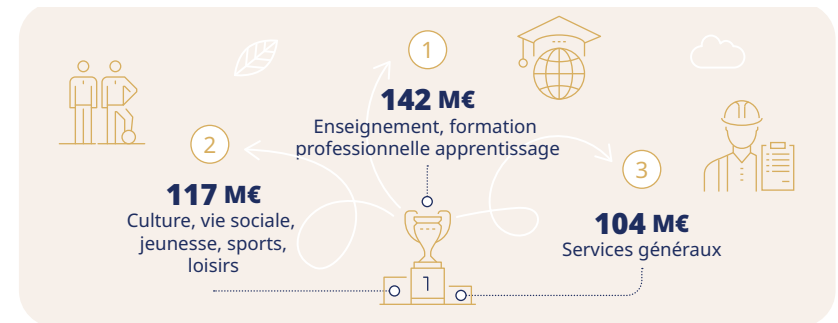 1
142 M€
Enseignement, formation
professionnelle apprentissage
2
117 M€
Culture, vie sociale,
jeunesse, sports,
loisirs
3
104 M€
Services généraux
1